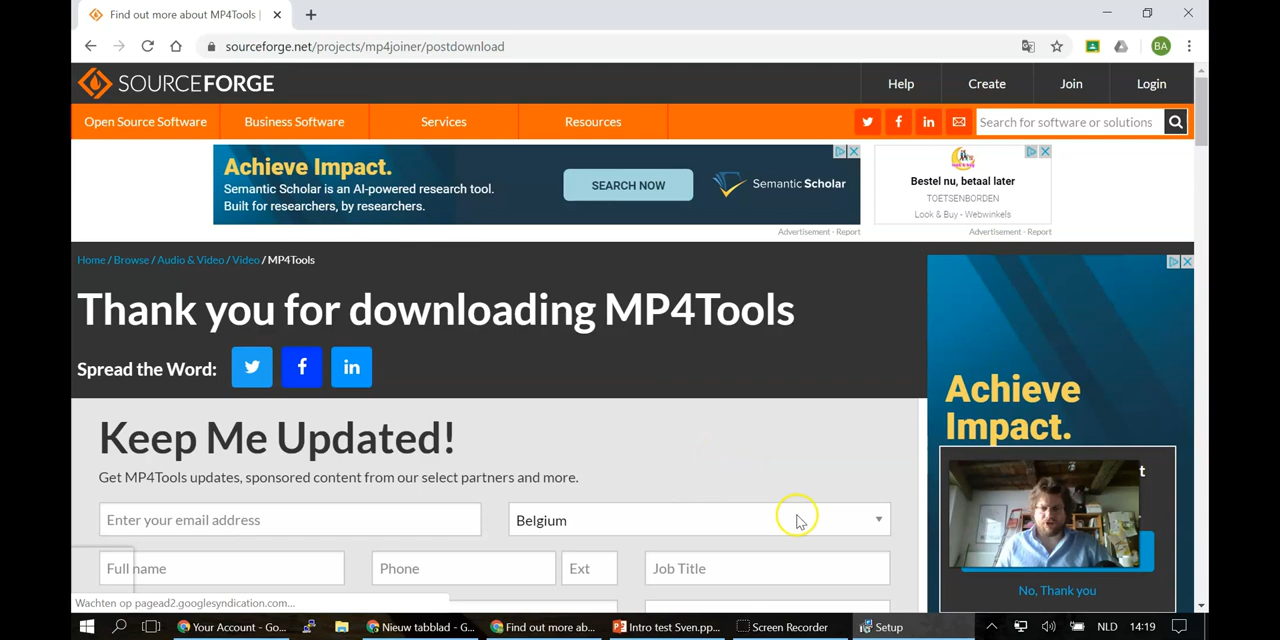 Find out more about MP4Tools |
sourceforge.net/projects/mp4joiner/postdownload
BA
SOURCEFORGE
Help
Create
Join
Login
Open Source Software
Business Software
Services
Resources
Search for software or solutions
Achieve Impact.
Semantic Scholar is an AI-powered research tool.
Built for researchers, by researchers.
SEARCH NOW
Semantic Scholar
Bestel nu, betaal later
TOETSENBORDEN
Look & Buy - Webwinkels
Advertisement - Report
Advertisement - Report
Home / Browse / Audio & Video / Video / MP4Tools
Thank you for downloading MP4Tools
Spread the Word:
Achieve
Impact.
Keep Me Updated!
Get MP4Tools updates, sponsored content from our select partners and more.
Enter your email address
Belgium
Full name
Phone
Ext
Job Title
t
No, Thank you
Wachten op pagead2.googlesyndication.com...
Your Account - Go...
Nieuw tabblad - G...
Find out more ab...
Intro test Sven.pp...
Screen Recorder
Setup
NLD
14:19